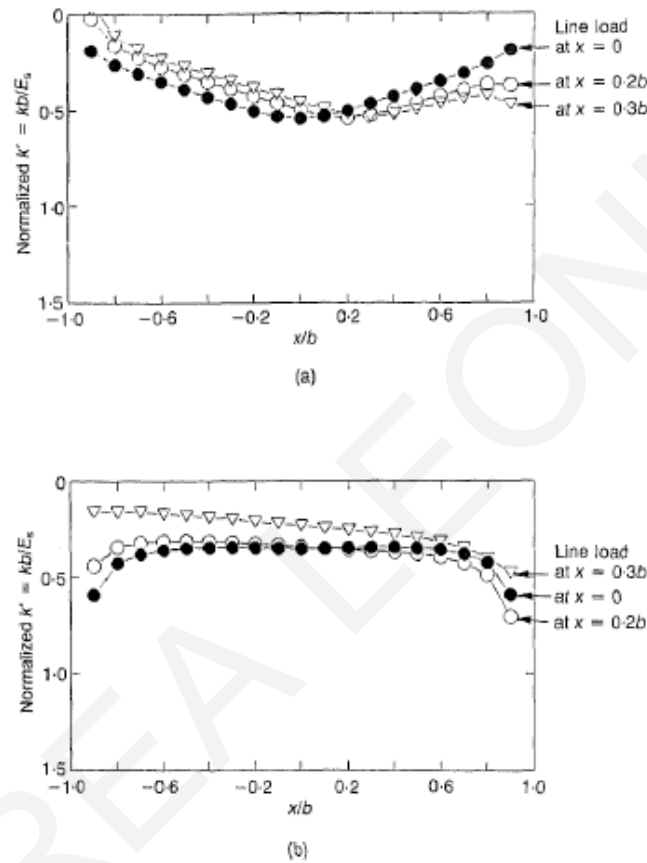 0
0·5
1·0
1·5
Normalized k′ = kb/Es
−1·0
−0·6
−0·2
0·2
0·6
1·0
x/b
Line load
at x = 0
at x = 0·2b
at x = 0·3b
(a)
0
0·5
1·0
1·5
Normalized k′ = kb/Es
−1·0
−0·6
−0·2
0·2
0·6
1·0
x/b
Line load
at x = 0·3b
at x = 0
at x = 0·2b
(b)
REA LEON